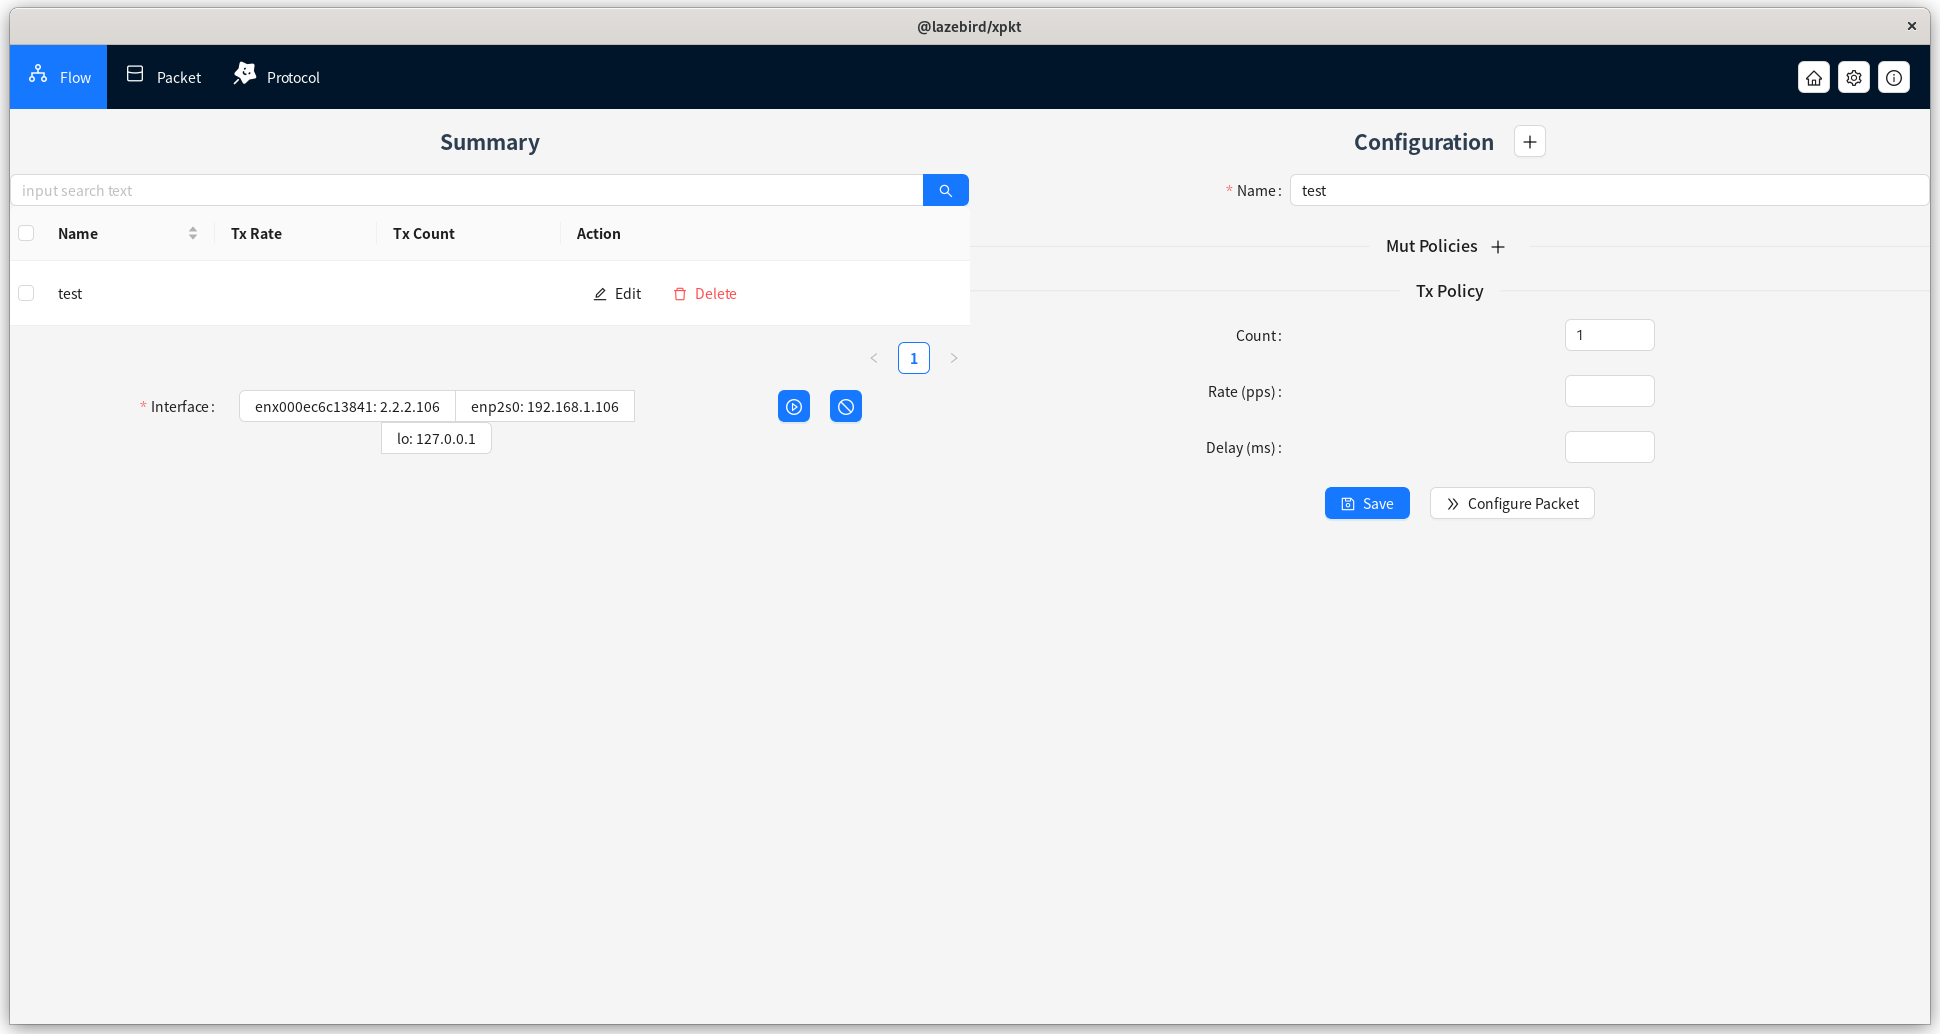 @lazebird/xpkt
Flow Packet Protocol
Summary
input search text
Name Tx Rate Tx Count Action
test Edit Delete
1
* Interface: enx000ec6c13841: 2.2.2.106 enp2s0: 192.168.1.106
lo: 127.0.0.1
Configuration
* Name: test
Mut Policies
Tx Policy
Count: 1
Rate (pps):
Delay (ms):
Save Configure Packet